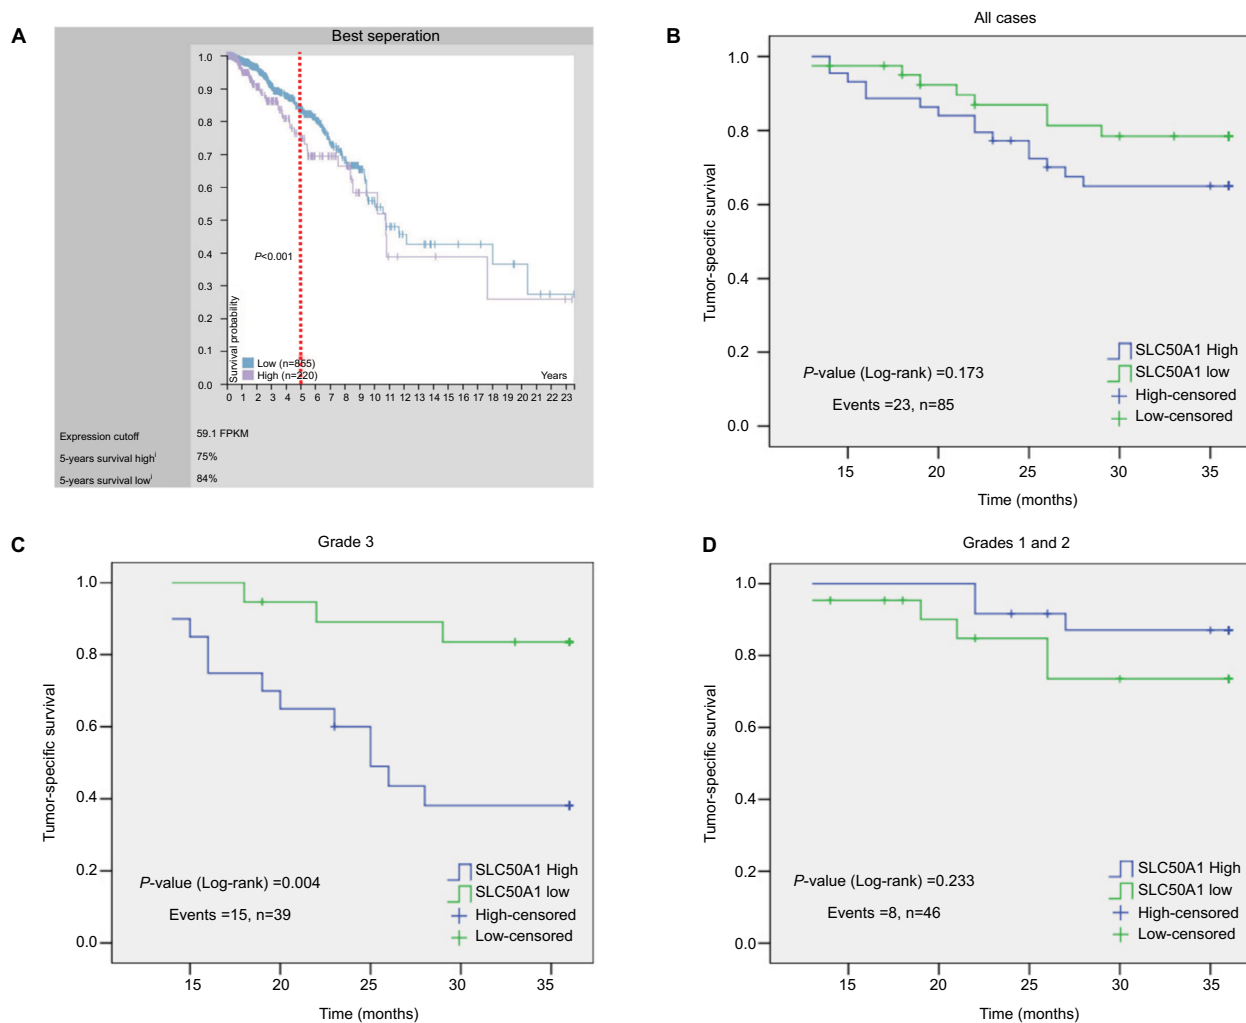 A
Best seperation
1.0
0.9
0.8
0.7
0.6
0.5
0.4
0.3
0.2
0.1
0.0
Survival probability
P<0.001
Low (n=855)
High (n=220)
Years
0 1 2 3 4 5 6 7 8 9 10 11 12 13 14 15 16 17 18 19 20 21 22 23
Expression cutoff 59.1 FPKM
5-years survival highⁱ 75%
5-years survival lowⁱ 84%
B
All cases
Tumor-specific survival
1.0
0.8
0.6
0.4
0.2
0.0
P-value (Log-rank) =0.173
Events =23, n=85
SLC50A1 High
SLC50A1 low
High-censored
Low-censored
15 20 25 30 35
Time (months)
C
Grade 3
Tumor-specific survival
1.0
0.8
0.6
0.4
0.2
0.0
P-value (Log-rank) =0.004
Events =15, n=39
SLC50A1 High
SLC50A1 low
High-censored
Low-censored
15 20 25 30 35
Time (months)
D
Grades 1 and 2
Tumor-specific survival
1.0
0.8
0.6
0.4
0.2
0.0
P-value (Log-rank) =0.233
Events =8, n=46
SLC50A1 High
SLC50A1 low
High-censored
Low-censored
15 20 25 30 35
Time (months)